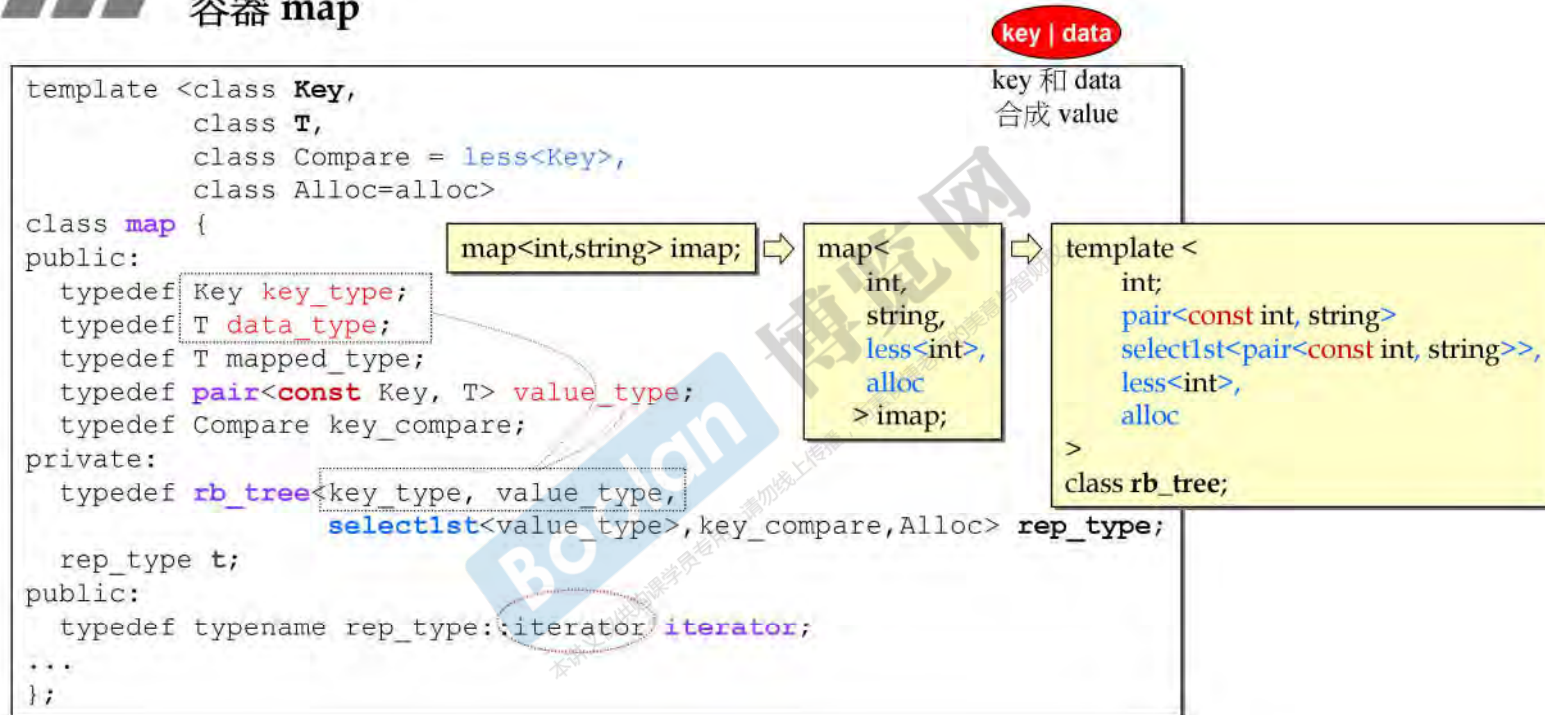 容器 map
key | data
key 和 data
合成 value
template <class Key,
class T,
class Compare = less<Key>,
class Alloc=alloc>
class map {
public:
typedef Key key_type;
typedef T data_type;
typedef T mapped_type;
typedef pair<const Key, T> value_type;
typedef Compare key_compare;
private:
typedef rb_tree<key_type, value_type,
select1st<value_type>,key_compare,Alloc> rep_type;
rep_type t;
public:
typedef typename rep_type::iterator iterator;
...
};
map<int,string> imap;
map<
int,
string,
less<int>,
alloc
> imap;
template <
int;
pair<const int, string>
select1st<pair<const int, string>>,
less<int>,
alloc
>
class rb_tree;
Boolan 博览网